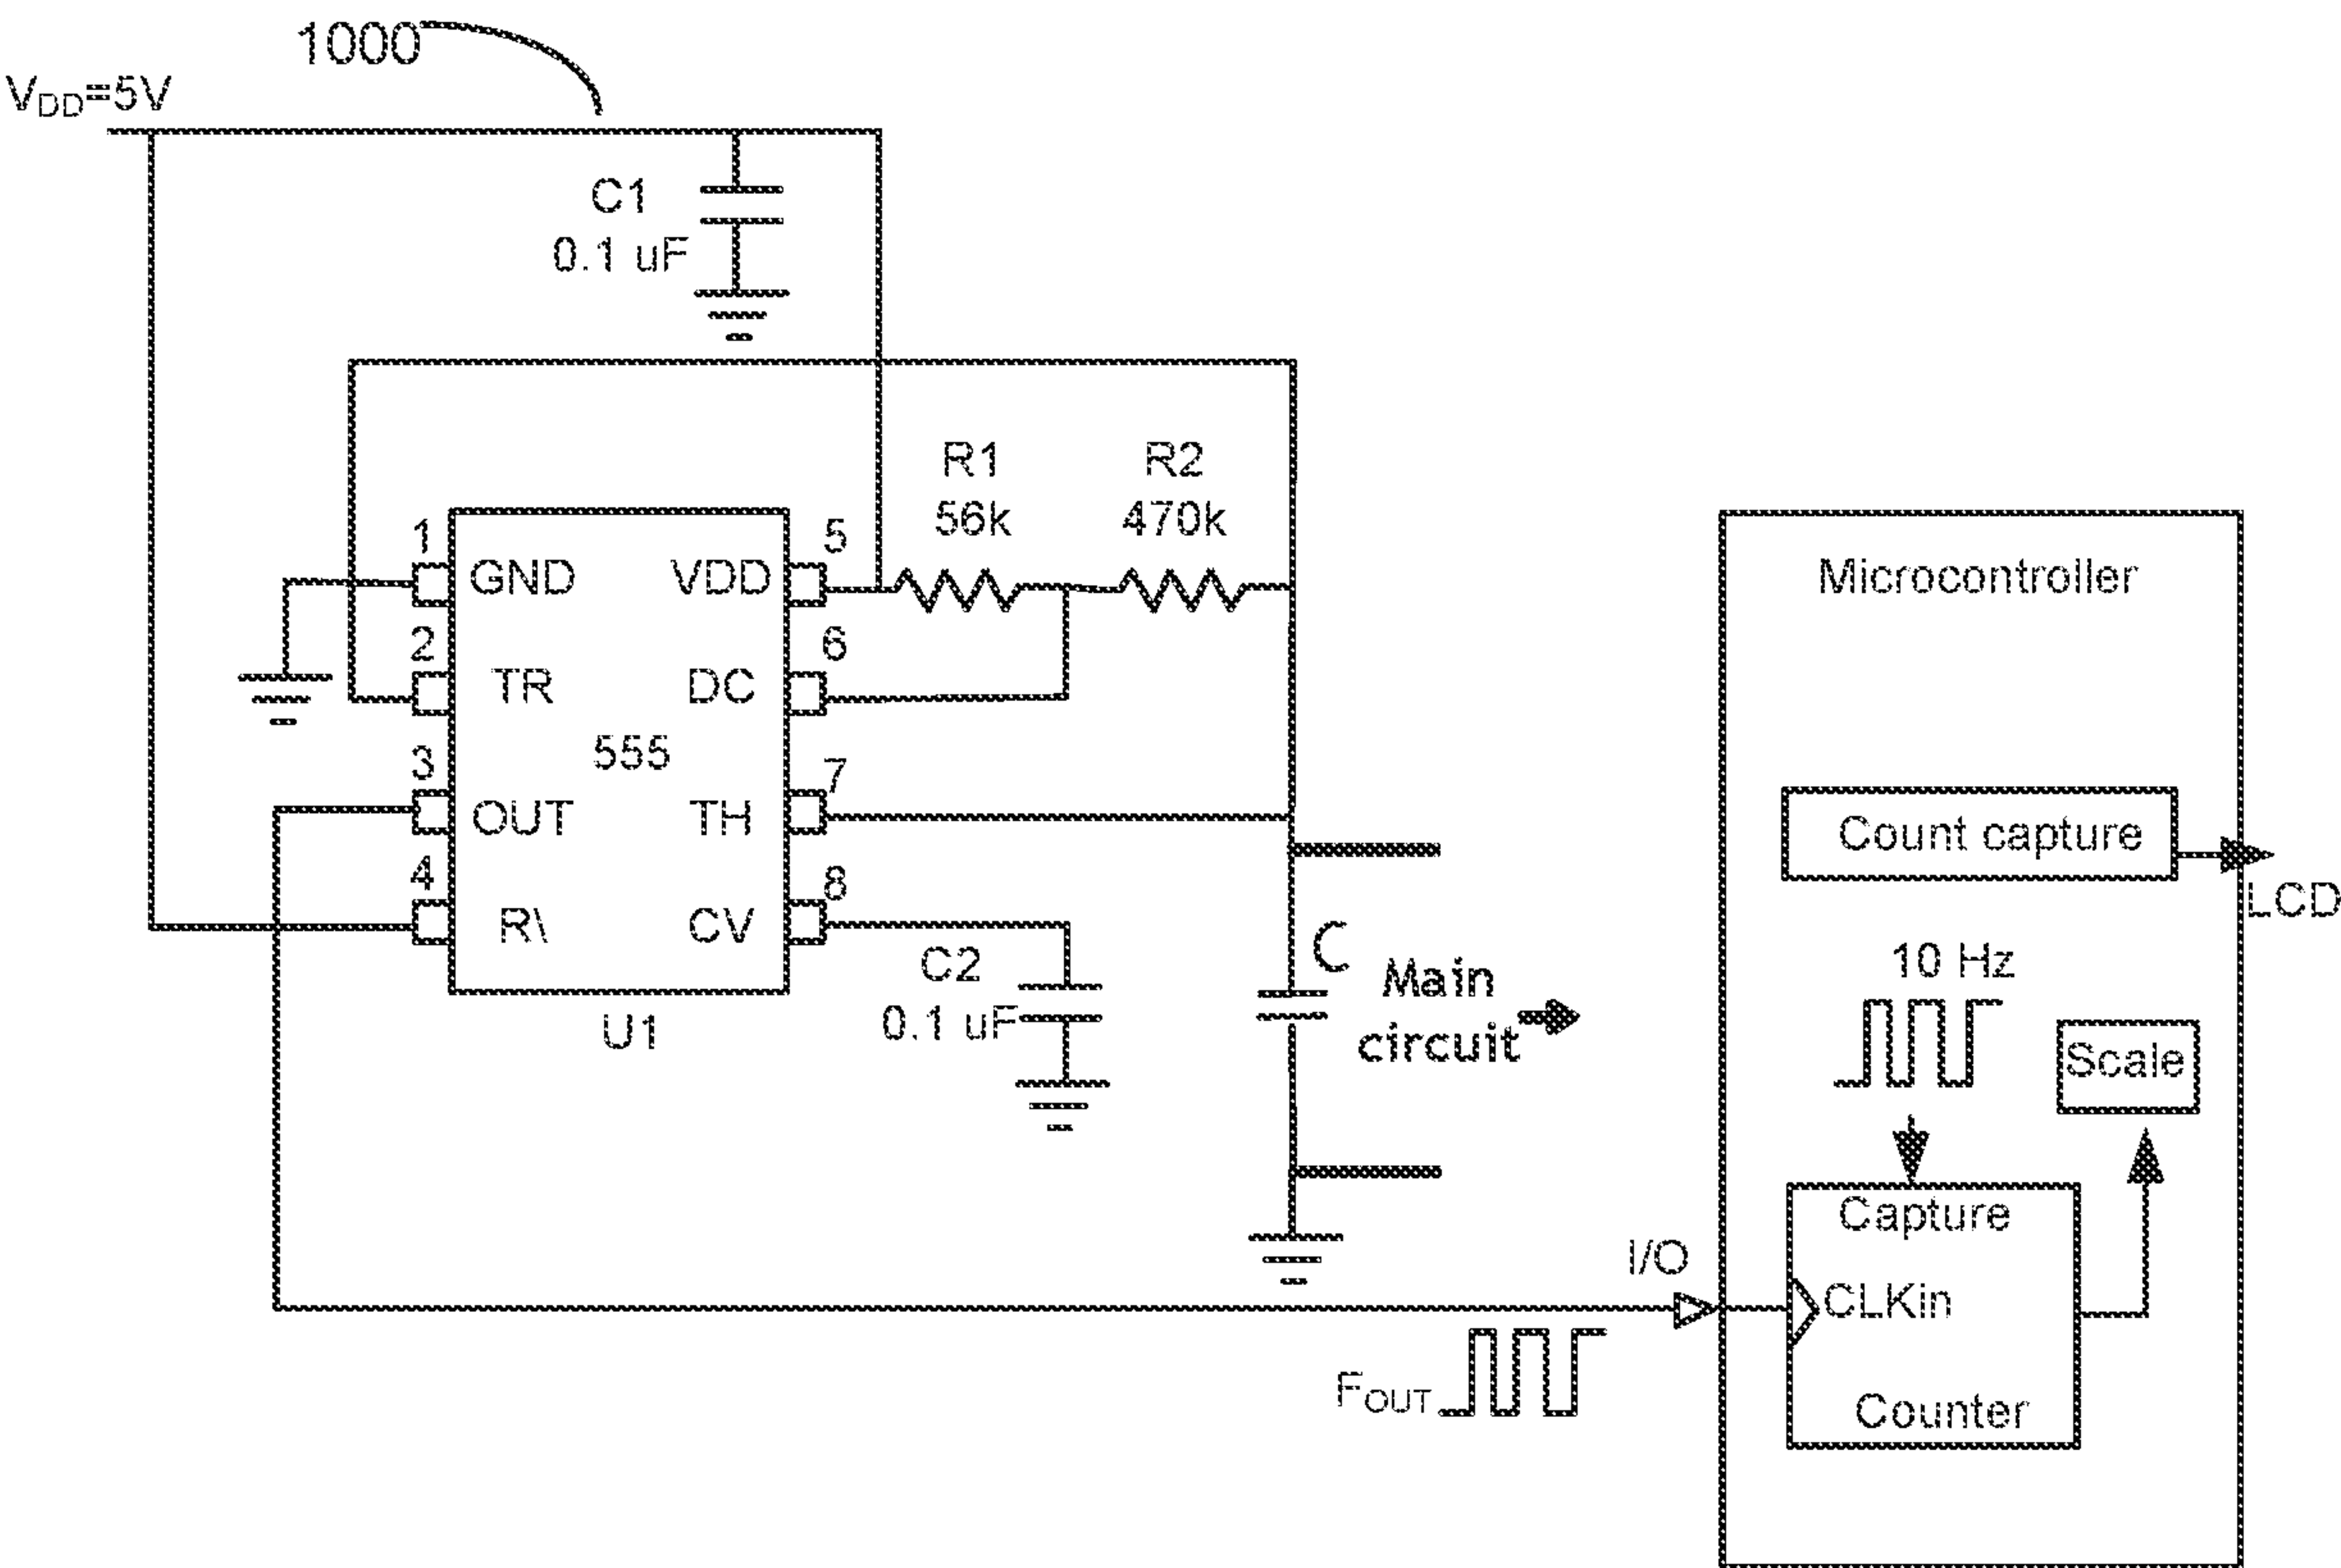 1000
V_DD=5V
C1
0.1 uF
R1
56k
R2
470k
1
GND
VDD
5
2
TR
DC
6
555
3
OUT
TH
7
4
R\
CV
8
U1
C2
0.1 uF
C
Main
circuit
Microcontroller
Count capture
LCD
10 Hz
Scale
Capture
I/O
CLKin
F_OUT
Counter